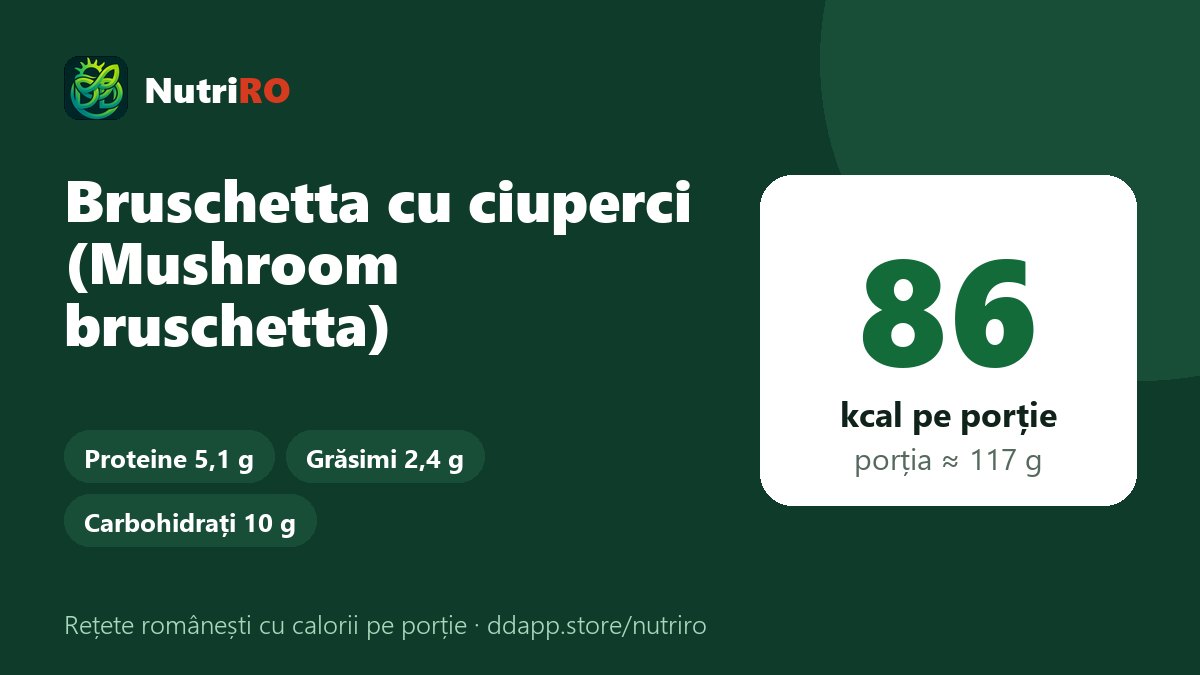 NutriRO
Bruschetta cu ciuperci
(Mushroom
bruschetta)
Proteine 5,1 g
Grăsimi 2,4 g
Carbohidrați 10 g
86
kcal pe porție
porția ≈ 117 g
Rețete românești cu calorii pe porție · ddapp.store/nutriro